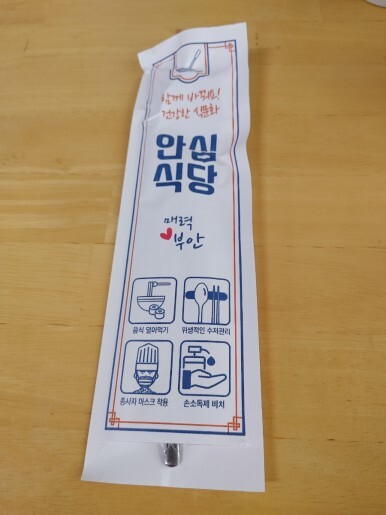 함께 바꿔요!
건강한 식문화
안심
식당
매력
부안
음식 덜어먹기
위생적인 수저관리
종사자 마스크 착용
손소독제 비치